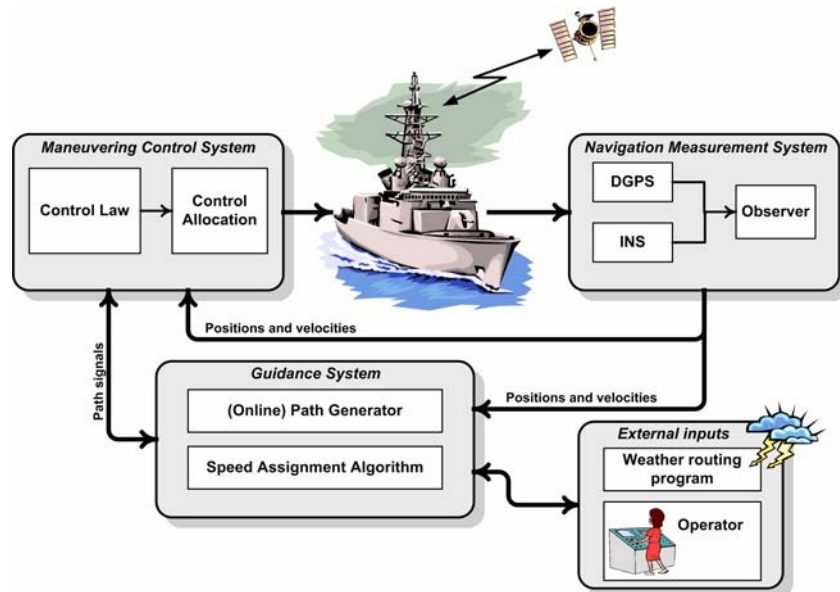 Maneuvering Control System
Control Law
Control
Allocation
Navigation Measurement System
DGPS
INS
Observer
Positions and velocities
Path signals
Guidance System
(Online) Path Generator
Speed Assignment Algorithm
Positions and velocities
External inputs
Weather routing
program
Operator